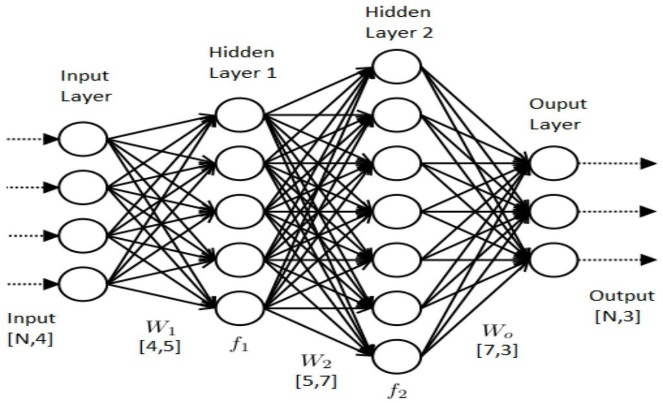 Input
Layer
Hidden
Layer 1
Hidden
Layer 2
Ouput
Layer
Input
[N,4]
W₁
[4,5]
f₁
W₂
[5,7]
f₂
Wₒ
[7,3]
Output
[N,3]